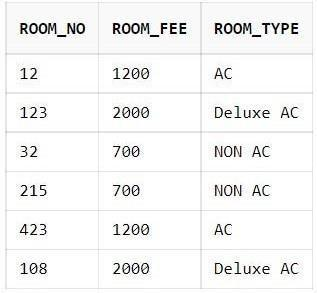 ROOM_NO ROOM_FEE ROOM_TYPE
12 1200 AC
123 2000 Deluxe AC
32 700 NON AC
215 700 NON AC
423 1200 AC
108 2000 Deluxe AC